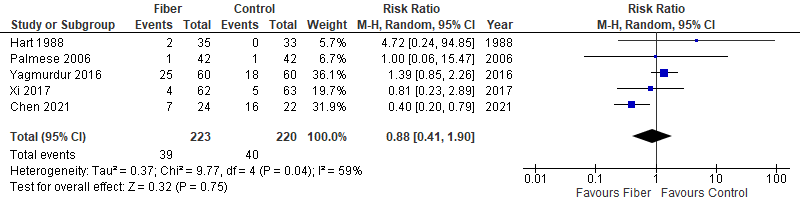 Fiber Control Risk Ratio Risk Ratio
Study or Subgroup Events Total Events Total Weight M-H, Random, 95% CI Year M-H, Random, 95% CI
Hart 1988 2 35 0 33 5.7% 4.72 [0.24, 94.85] 1988
Palmese 2006 1 42 1 42 6.7% 1.00 [0.06, 15.47] 2006
Yagmurdur 2016 25 60 18 60 36.1% 1.39 [0.85, 2.26] 2016
Xi 2017 4 62 5 63 19.7% 0.81 [0.23, 2.89] 2017
Chen 2021 7 24 16 22 31.9% 0.40 [0.20, 0.79] 2021
Total (95% CI) 223 220 100.0% 0.88 [0.41, 1.90]
Total events 39 40
Heterogeneity: Tau² = 0.37; Chi² = 9.77, df = 4 (P = 0.04); I² = 59%
Test for overall effect: Z = 0.32 (P = 0.75)
0.01 0.1 1 10 100
Favours Fiber Favours Control